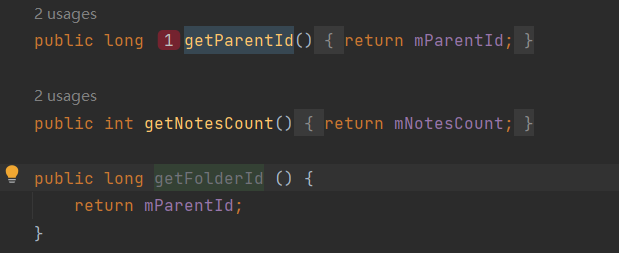 2 usages
public long 1 getParentId() { return mParentId; }
2 usages
public int getNotesCount() { return mNotesCount; }
public long getFolderId () {
return mParentId;
}